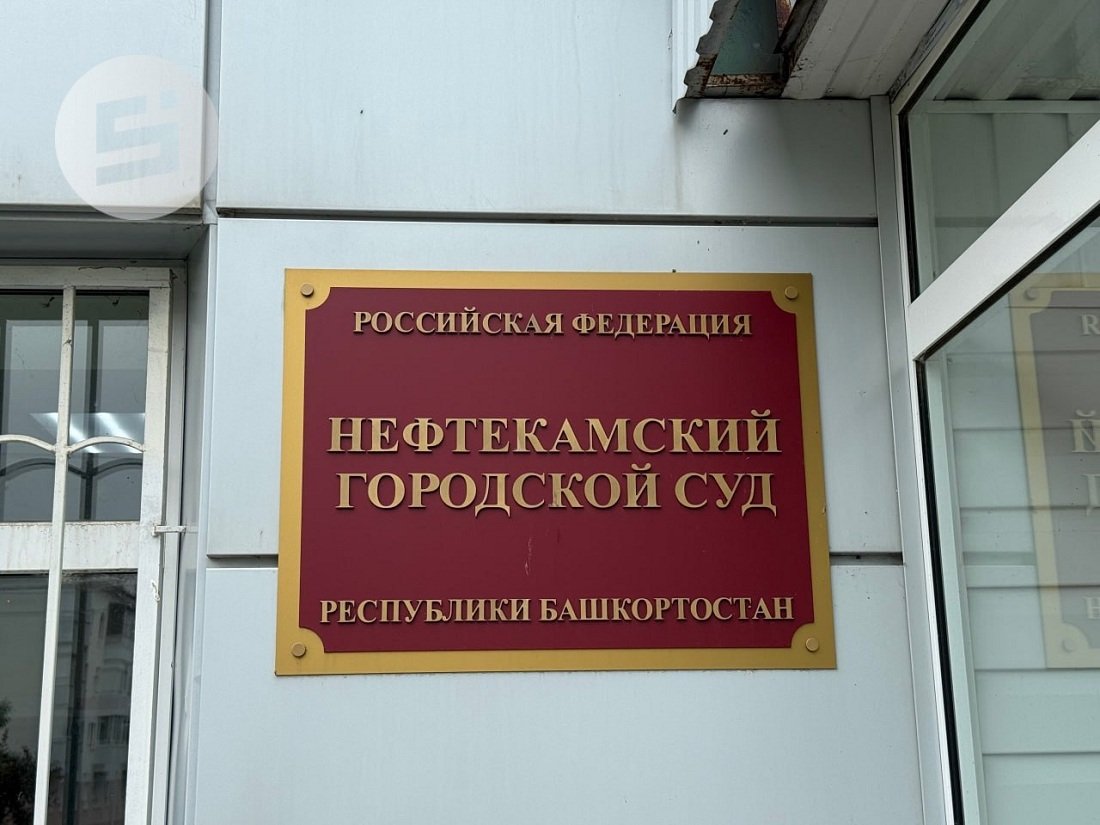 РОССИЙСКАЯ ФЕДЕРАЦИЯ
НЕФТЕКАМСКИЙ
ГОРОДСКОЙ СУД
РЕСПУБЛИКИ БАШКОРТОСТАН